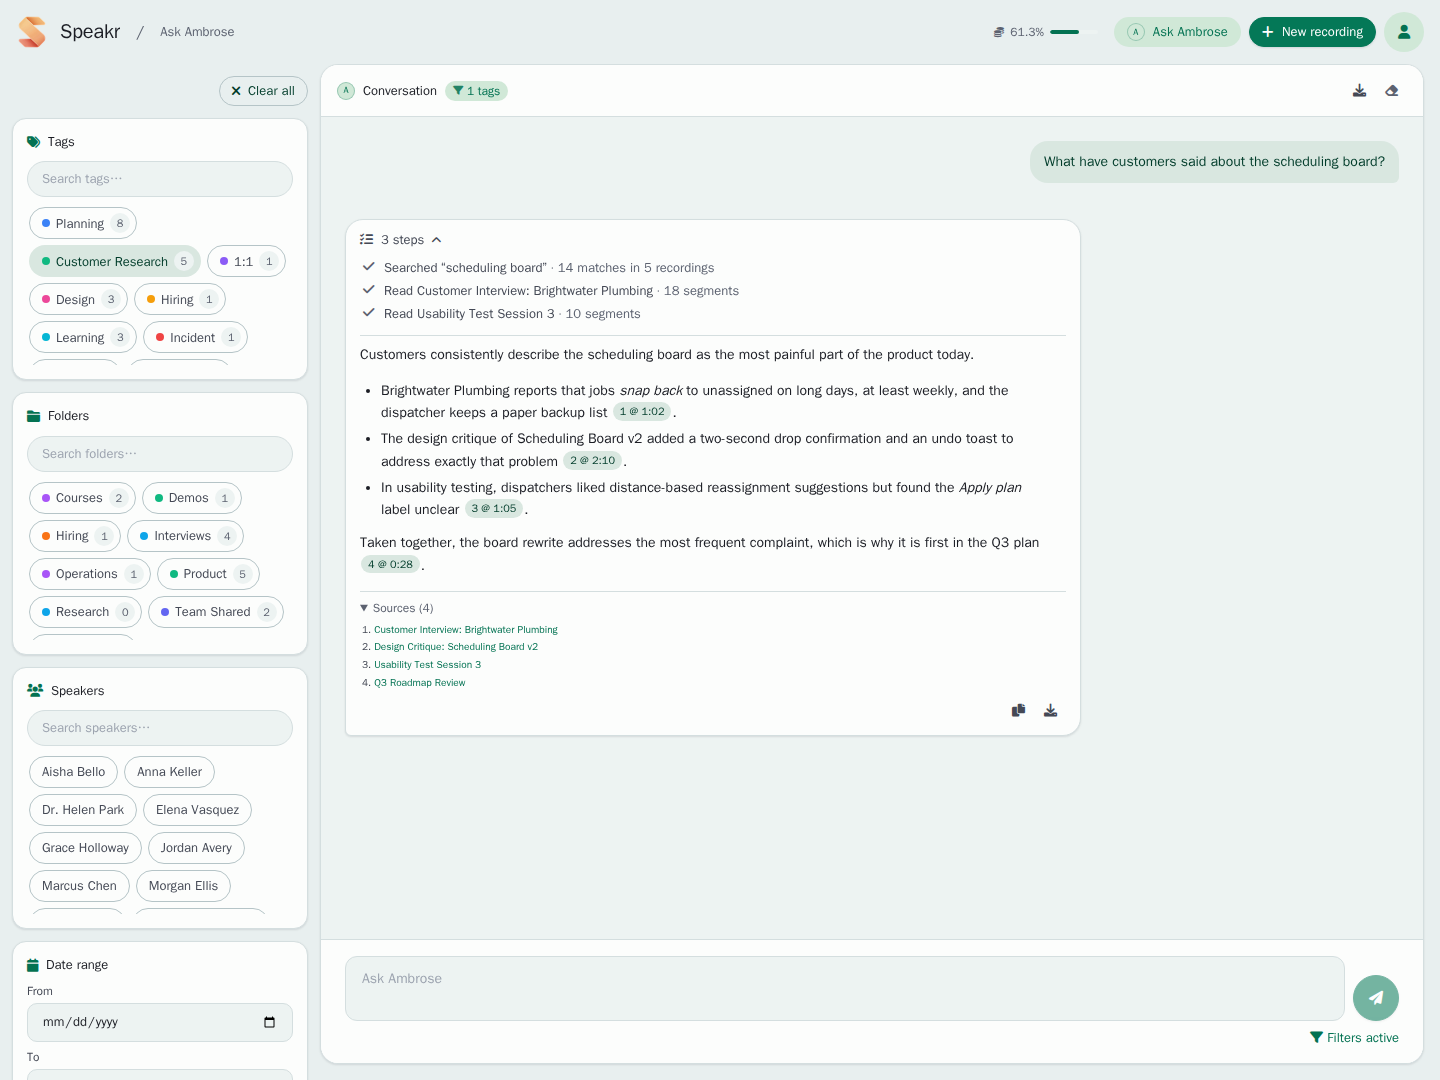 Speakr / Ask Ambrose
61.3%
A Ask Ambrose
New recording
Clear all
Tags
Search tags···
Planning 8
Customer Research 5
1:1 1
Design 3
Hiring 1
Learning 3
Incident 1
Folders
Search folders···
Courses 2
Demos 1
Hiring 1
Interviews 4
Operations 1
Product 5
Research 0
Team Shared 2
Speakers
Search speakers···
Aisha Bello
Anna Keller
Dr. Helen Park
Elena Vasquez
Grace Holloway
Jordan Avery
Marcus Chen
Morgan Ellis
Date range
From
mm/dd/yyyy
To
A Conversation 1 tags
What have customers said about the scheduling board?
3 steps
Searched “scheduling board” · 14 matches in 5 recordings
Read Customer Interview: Brightwater Plumbing · 18 segments
Read Usability Test Session 3 · 10 segments
Customers consistently describe the scheduling board as the most painful part of the product today.
• Brightwater Plumbing reports that jobs snap back to unassigned on long days, at least weekly, and the
dispatcher keeps a paper backup list 1 @ 1:02 .
• The design critique of Scheduling Board v2 added a two-second drop confirmation and an undo toast to
address exactly that problem 2 @ 2:10 .
• In usability testing, dispatchers liked distance-based reassignment suggestions but found the Apply plan
label unclear 3 @ 1:05 .
Taken together, the board rewrite addresses the most frequent complaint, which is why it is first in the Q3 plan
4 @ 0:28 .
Sources (4)
1. Customer Interview: Brightwater Plumbing
2. Design Critique: Scheduling Board v2
3. Usability Test Session 3
4. Q3 Roadmap Review
Ask Ambrose
Filters active